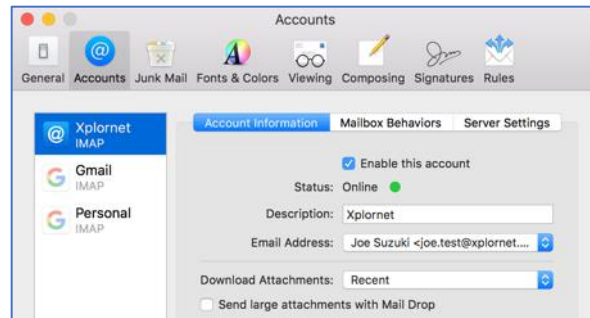 Accounts
General Accounts Junk Mail Fonts & Colors Viewing Composing Signatures Rules
Xplornet
IMAP
Gmail
IMAP
Personal
IMAP
Account Information Mailbox Behaviors Server Settings
Enable this account
Status: Online
Description: Xplornet
Email Address: Joe Suzuki <joe.test@xplornet....
Download Attachments: Recent
Send large attachments with Mail Drop